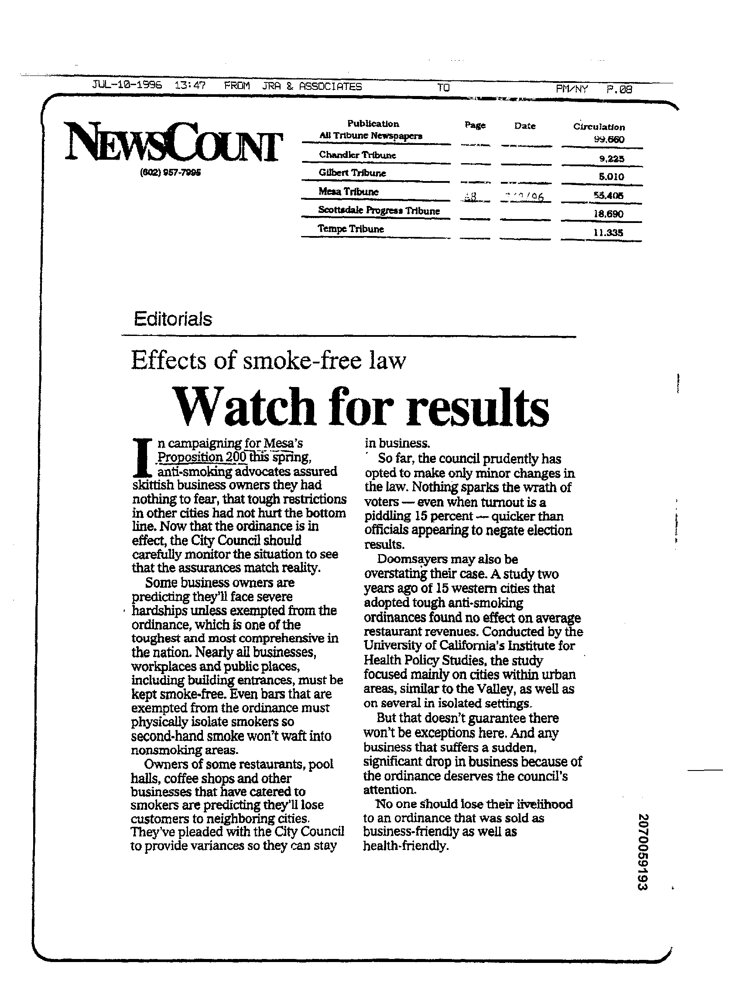 JUL-10-1996 13:47 FROM JRA & ASSOCIATES TO PM/NY P.08
NEWSCOUNT
(602) 957-7995
Publication Page Date Circulation
All Tribune Newspapers 99.660
Chandler Tribune 9,225
Gilbert Tribune 5.010
Mesa Tribune /96 55.405
Scottsdale Progress Tribune 18,690
Tempe Tribune 11.335
Editorials
Effects of smoke-free law
Watch for results
In campaigning for Mesa's
Proposition 200 this spring,
anti-smoking advocates assured
skittish business owners they had
nothing to fear, that tough restrictions
in other cities had not hurt the bottom
line. Now that the ordinance is in
effect, the City Council should
carefully monitor the situation to see
that the assurances match reality.
Some business owners are
predicting they'll face severe
hardships unless exempted from the
ordinance, which is one of the
toughest and most comprehensive in
the nation. Nearly all businesses,
workplaces and public places,
including building entrances, must be
kept smoke-free. Even bars that are
exempted from the ordinance must
physically isolate smokers so
second-hand smoke won't waft into
nonsmoking areas.
Owners of some restaurants, pool
halls, coffee shops and other
businesses that have catered to
smokers are predicting they'll lose
customers to neighboring cities.
They've pleaded with the City Council
to provide variances so they can stay
in business.
So far, the council prudently has
opted to make only minor changes in
the law. Nothing sparks the wrath of
voters — even when turnout is a
piddling 15 percent — quicker than
officials appearing to negate election
results.
Doomsayers may also be
overstating their case. A study two
years ago of 15 western cities that
adopted tough anti-smoking
ordinances found no effect on average
restaurant revenues. Conducted by the
University of California's Institute for
Health Policy Studies, the study
focused mainly on cities within urban
areas, similar to the Valley, as well as
on several in isolated settings.
But that doesn't guarantee there
won't be exceptions here. And any
business that suffers a sudden,
significant drop in business because of
the ordinance deserves the council's
attention.
No one should lose their livelihood
to an ordinance that was sold as
business-friendly as well as
health-friendly.
2070059193